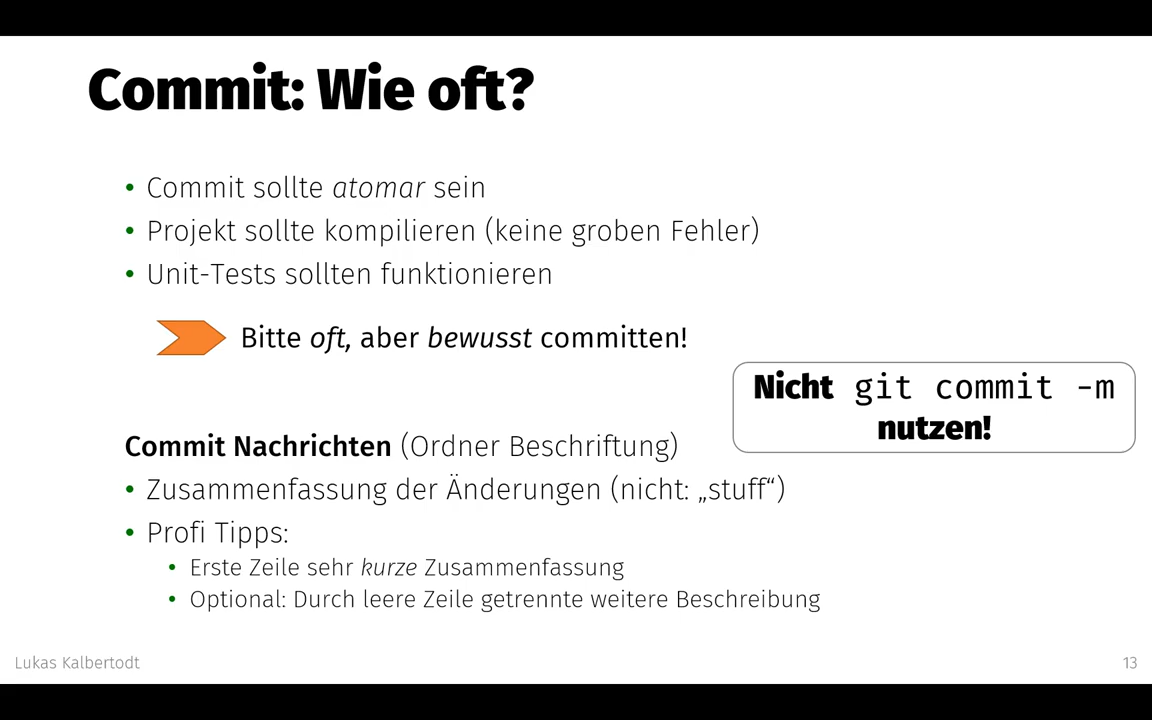 Commit: Wie oft?
• Commit sollte atomar sein
• Projekt sollte kompilieren (keine groben Fehler)
• Unit-Tests sollten funktionieren
Bitte oft, aber bewusst committen!
Nicht git commit -m
nutzen!
Commit Nachrichten (Ordner Beschriftung)
• Zusammenfassung der Änderungen (nicht: „stuff“)
• Profi Tipps:
• Erste Zeile sehr kurze Zusammenfassung
• Optional: Durch leere Zeile getrennte weitere Beschreibung
Lukas Kalbertodt
13